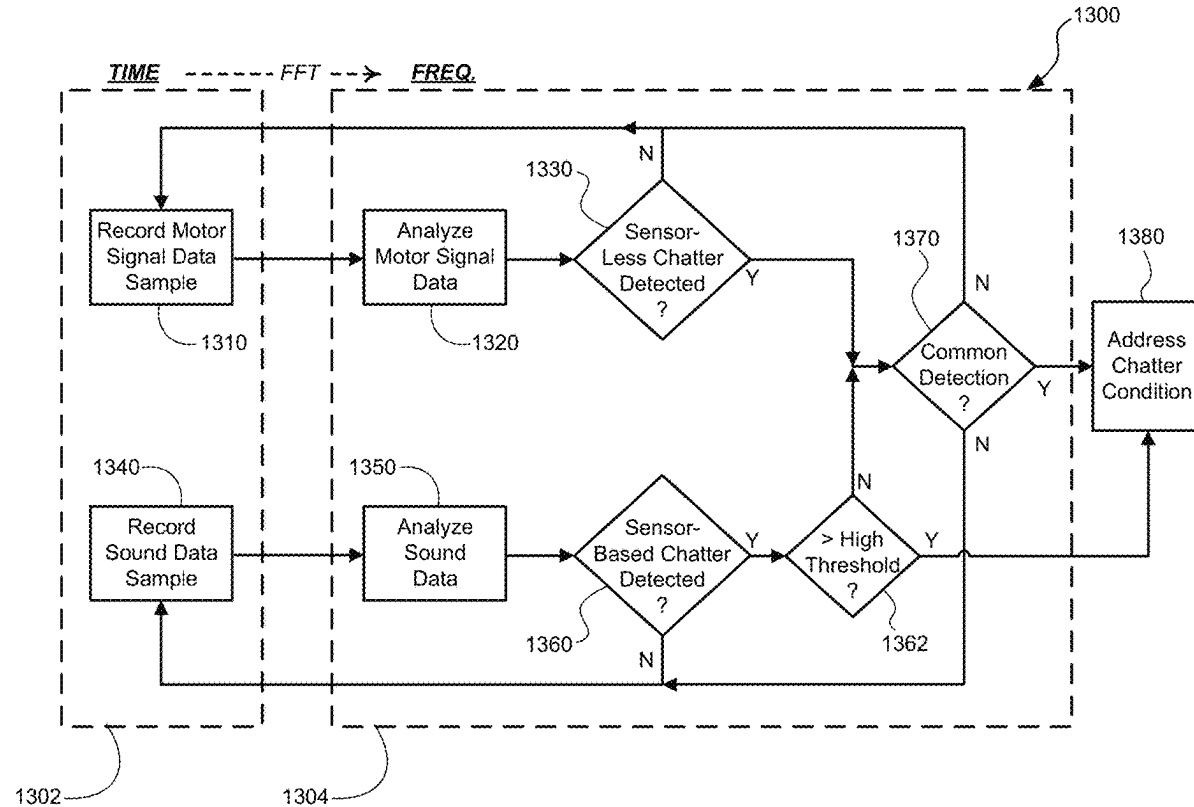 1300
TIME FFT FREQ.
1330
N
Record Motor
Signal Data
Sample
1310
Analyze
Motor Signal
Data
1320
Sensor-
Less Chatter
Detected
?
Y
1370
N
Common
Detection
?
Y
N
1380
Address
Chatter
Condition
1340
Record
Sound Data
Sample
1350
Analyze
Sound
Data
Sensor-
Based Chatter
Detected
?
Y
1360
N
N
> High
Threshold
?
Y
1362
1302
1304